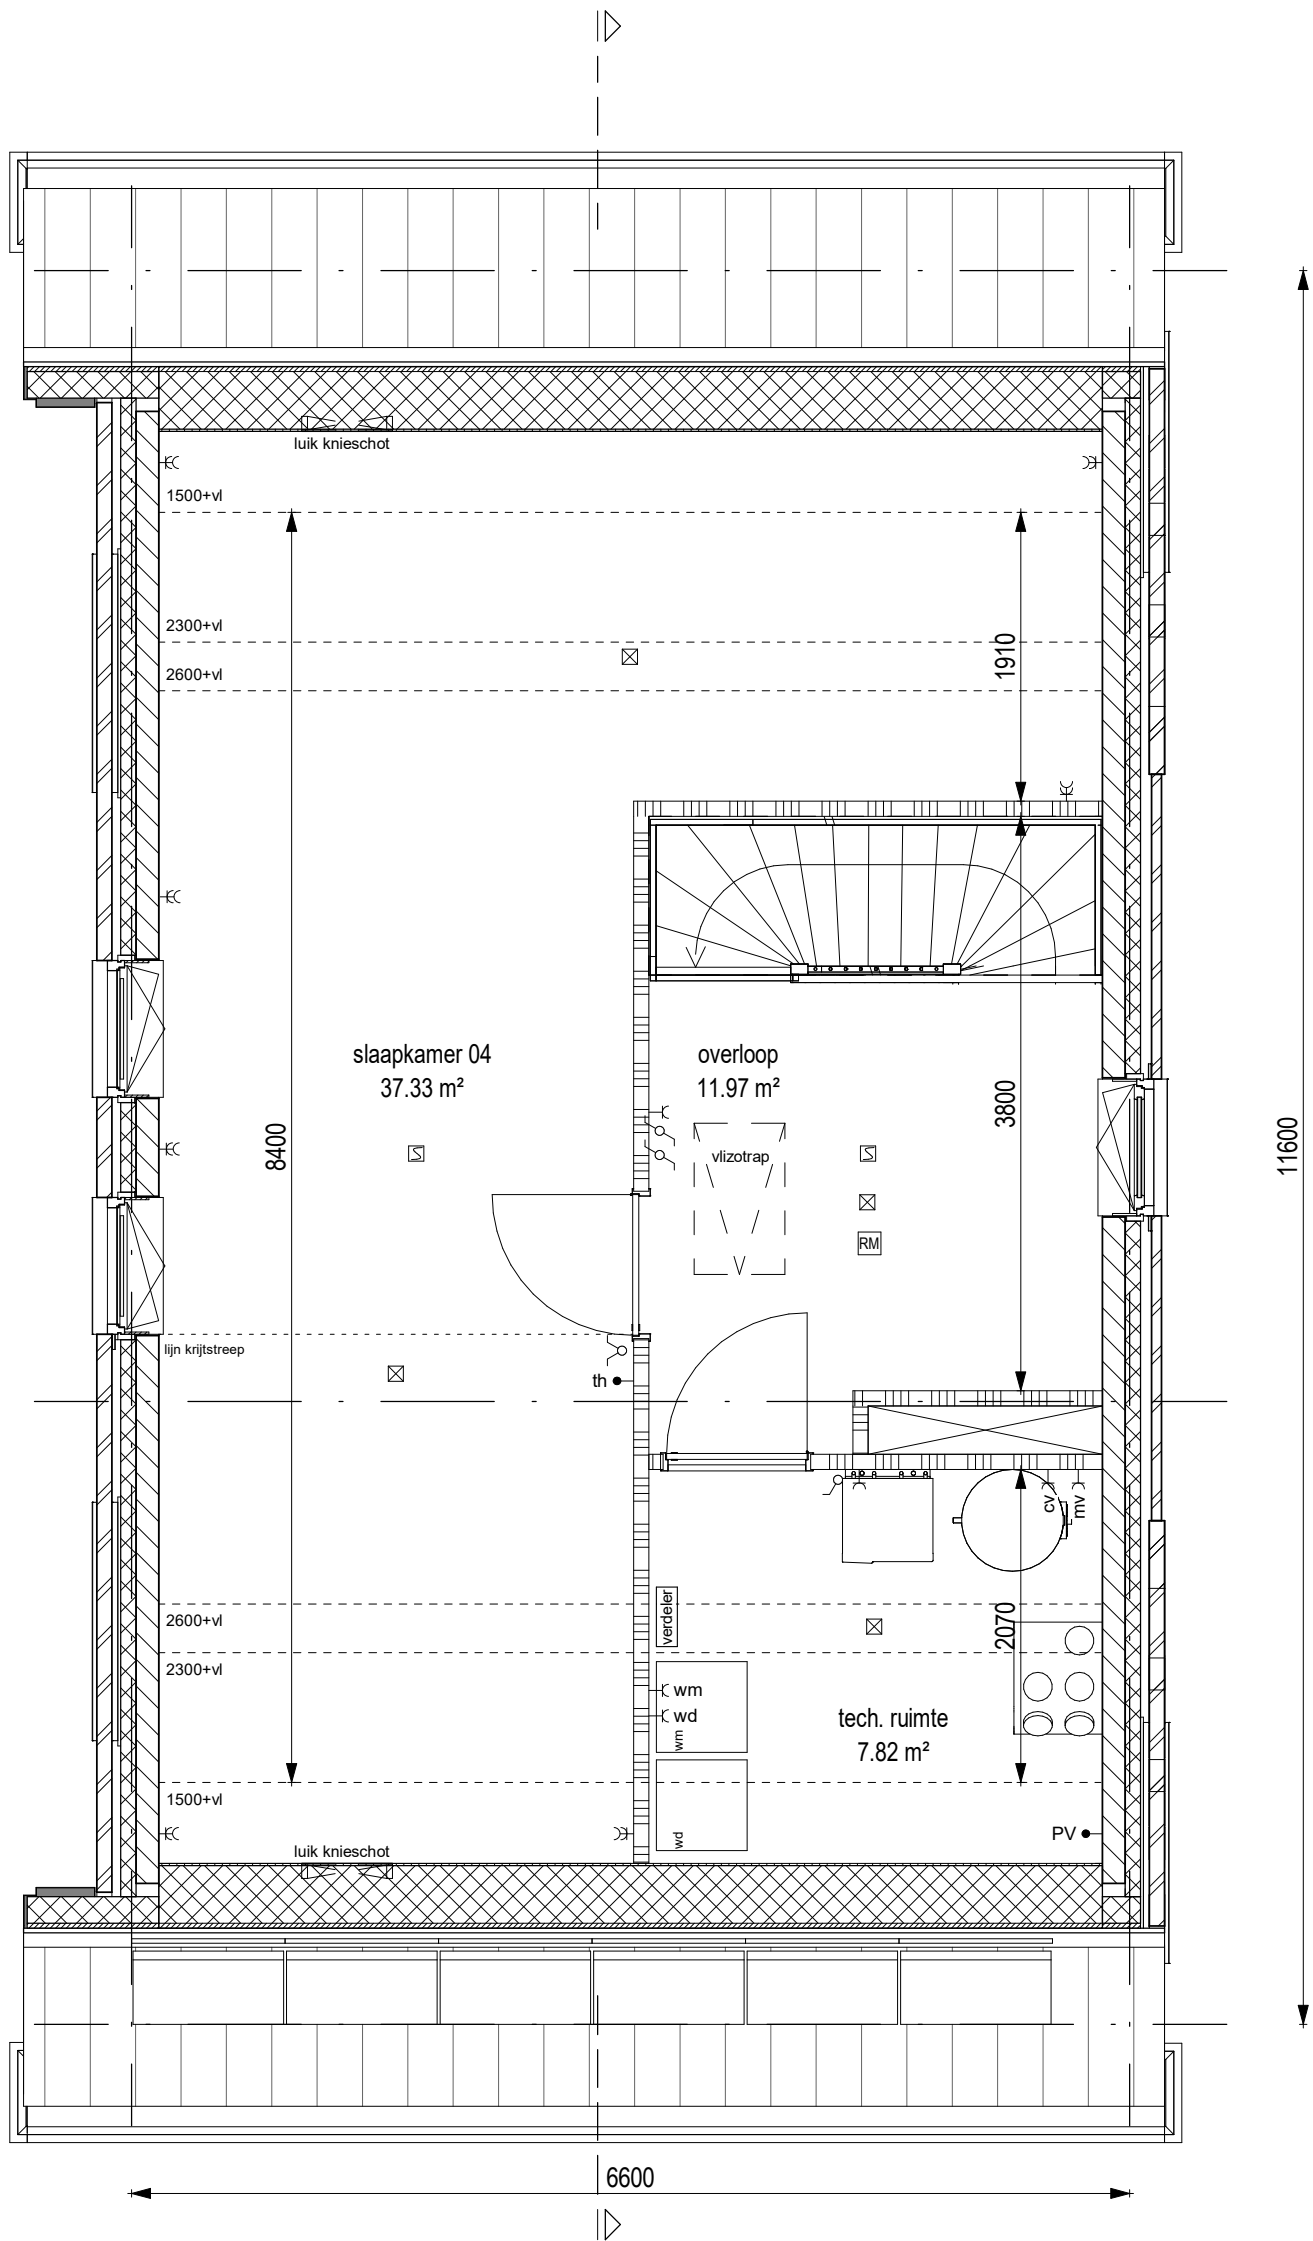 luik knieschot
1500+vl
2300+vl
2600+vl
1910
slaapkamer 04
37.33 m²
overloop
11.97 m²
3800
8400
11600
vlizotrap
RM
lijn krijtstreep
th
cv
mv
verdeler
2600+vl
2070
2300+vl
wm
wd
wm
tech. ruimte
7.82 m²
1500+vl
wd
PV
luik knieschot
6600